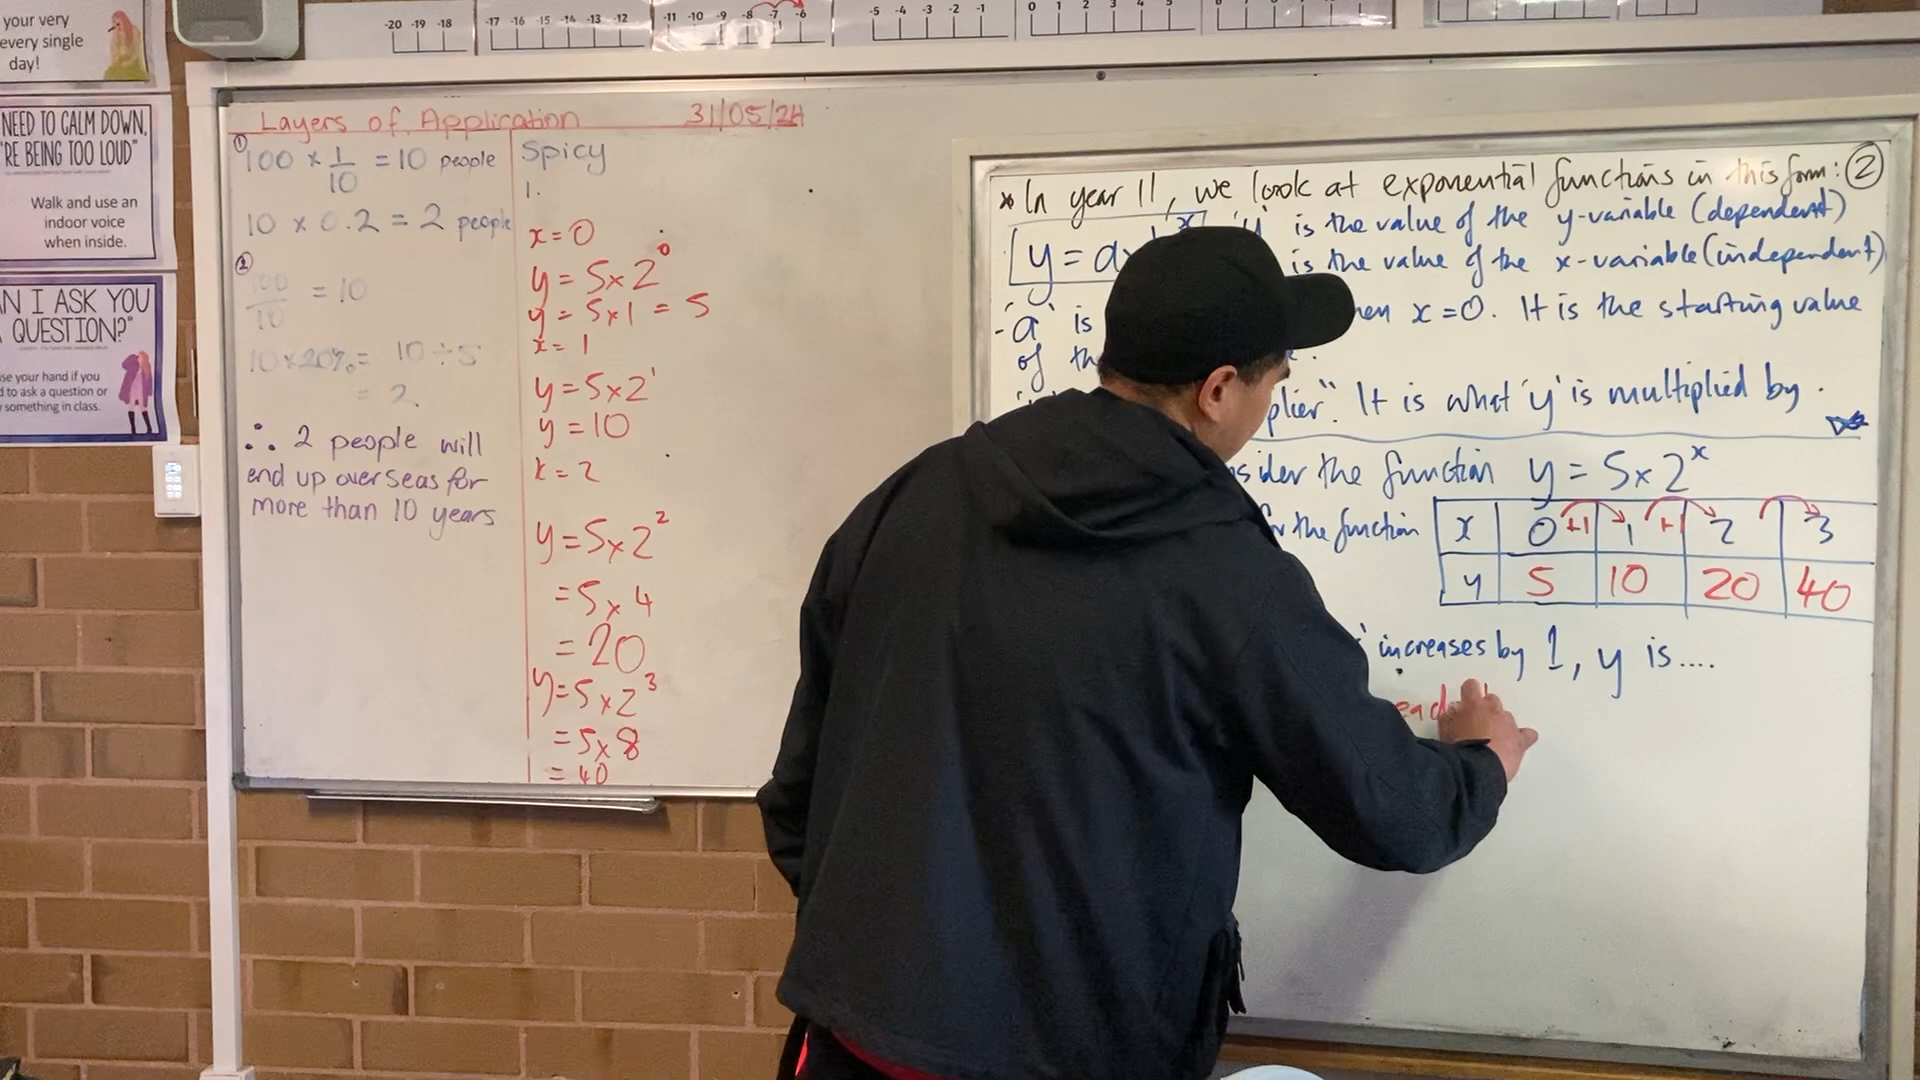 your very
every single
day!
NEED TO CALM DOWN,
'RE BEING TOO LOUD"
Walk and use an
indoor voice
when inside.
AN I ASK YOU
QUESTION?"
se your hand if you
d to ask a question or
something in class.
-20 -19 -18 -17 -16 -15 -14 -13 -12 -11 -10 -9 -8 -7 -6 -5 -4 -3 -2 -1 0 1 2 3 4 5
Layers of Application 31/05/24
① 100 × 1/10 = 10 people
10 × 0.2 = 2 people
② 100/10 = 10
10 × 20% = 10 ÷ 5
= 2
∴ 2 people will
end up overseas for
more than 10 years
Spicy
1.
x = 0
y = 5 × 2⁰
y = 5 × 1 = 5
x = 1
y = 5 × 2¹
y = 10
x = 2
y = 5 × 2²
= 5 × 4
= 20
y = 5 × 2³
= 5 × 8
= 40
* In year 11, we look at exponential functions in this form: ②
y = a x 'y' is the value of the y-variable (dependent)
is the value of the x-variable (independent)
- 'a' is x = 0. It is the starting value
of
plier". It is what 'y' is multiplied by.
sider the function y = 5 × 2ˣ
the function
x 0 +1 1 +1 2 3
y 5 10 20 40
increases by 1, y is....